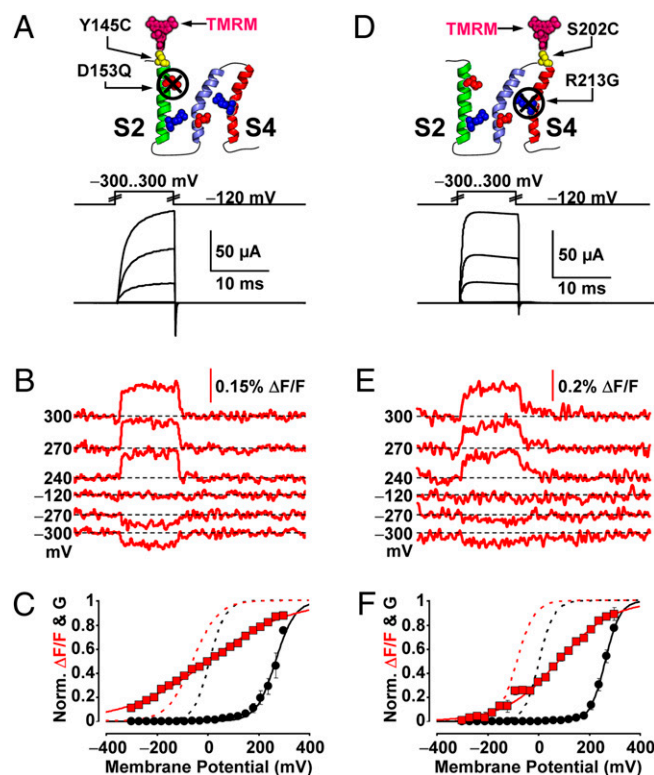 A
Y145C
TMRM
D153Q
S2
S4
−300..300 mV
−120 mV
50 µA
10 ms
B
0.15% ΔF/F
300
270
240
−120
−270
−300
mV
C
Norm. ΔF/F & G
1
0.8
0.6
0.4
0.2
0
−400 −200 0 200 400
Membrane Potential (mV)
D
TMRM
S202C
R213G
S2
S4
−300..300 mV
−120 mV
50 µA
10 ms
E
0.2% ΔF/F
300
270
240
−120
−270
−300
mV
F
Norm. ΔF/F & G
1
0.8
0.6
0.4
0.2
0
−400 −200 0 200 400
Membrane Potential (mV)